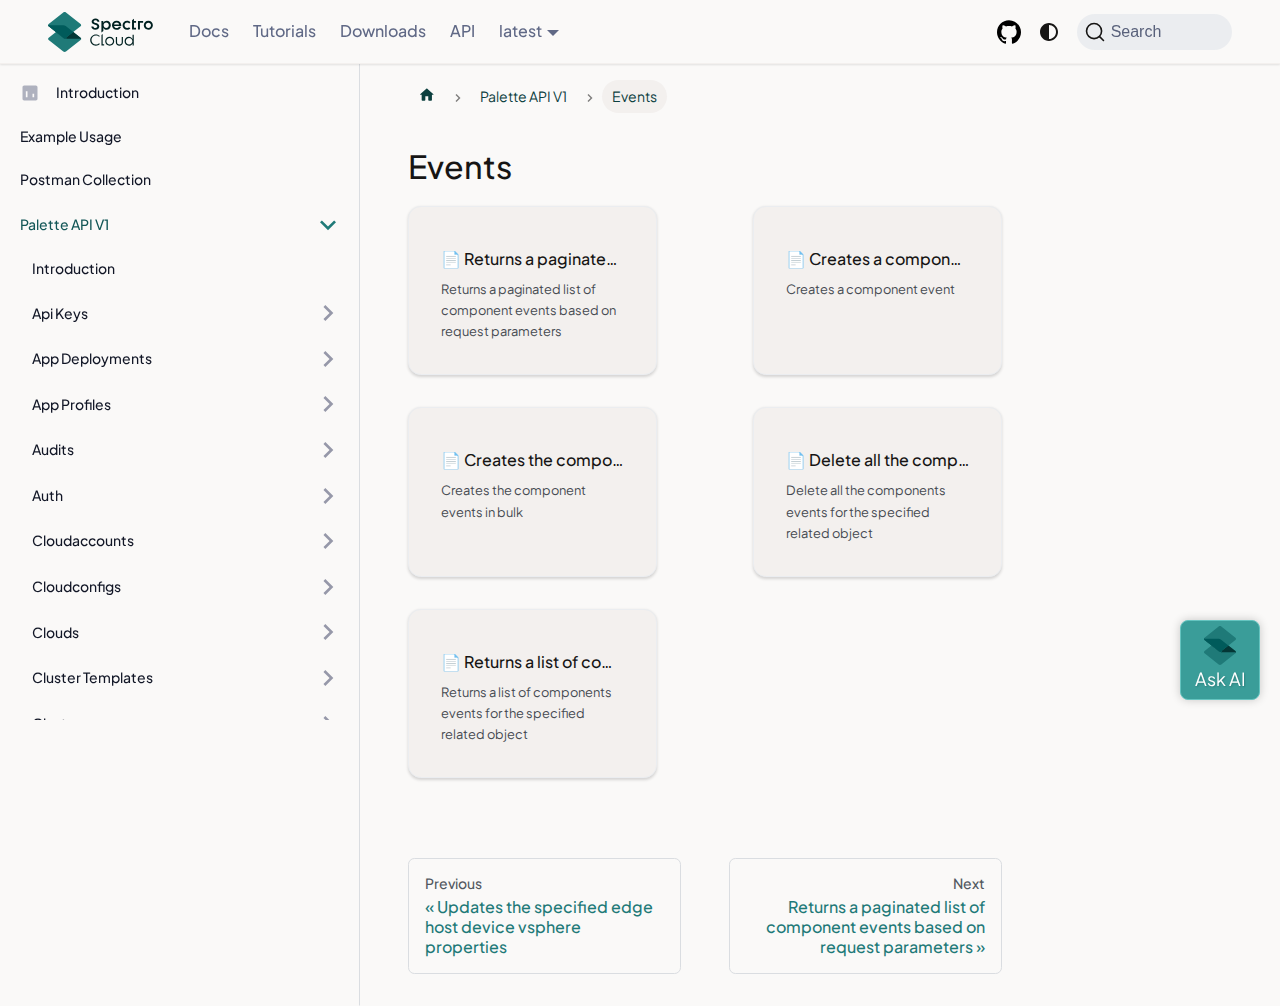 Spectro Cloud
Docs
Tutorials
Downloads
API
latest
Search
Introduction
Example Usage
Postman Collection
Palette API V1
Introduction
Api Keys
App Deployments
App Profiles
Audits
Auth
Cloudaccounts
Cloudconfigs
Clouds
Cluster Templates
Palette API V1
Events
Events
Returns a paginate…
Returns a paginated list of
component events based on
request parameters
Creates a compon…
Creates a component event
Creates the compo…
Creates the component
events in bulk
Delete all the comp…
Delete all the components
events for the specified
related object
Returns a list of co…
Returns a list of components
events for the specified
related object
Previous
« Updates the specified edge
host device vsphere
properties
Next
Returns a paginated list of
component events based on
request parameters »
Ask AI